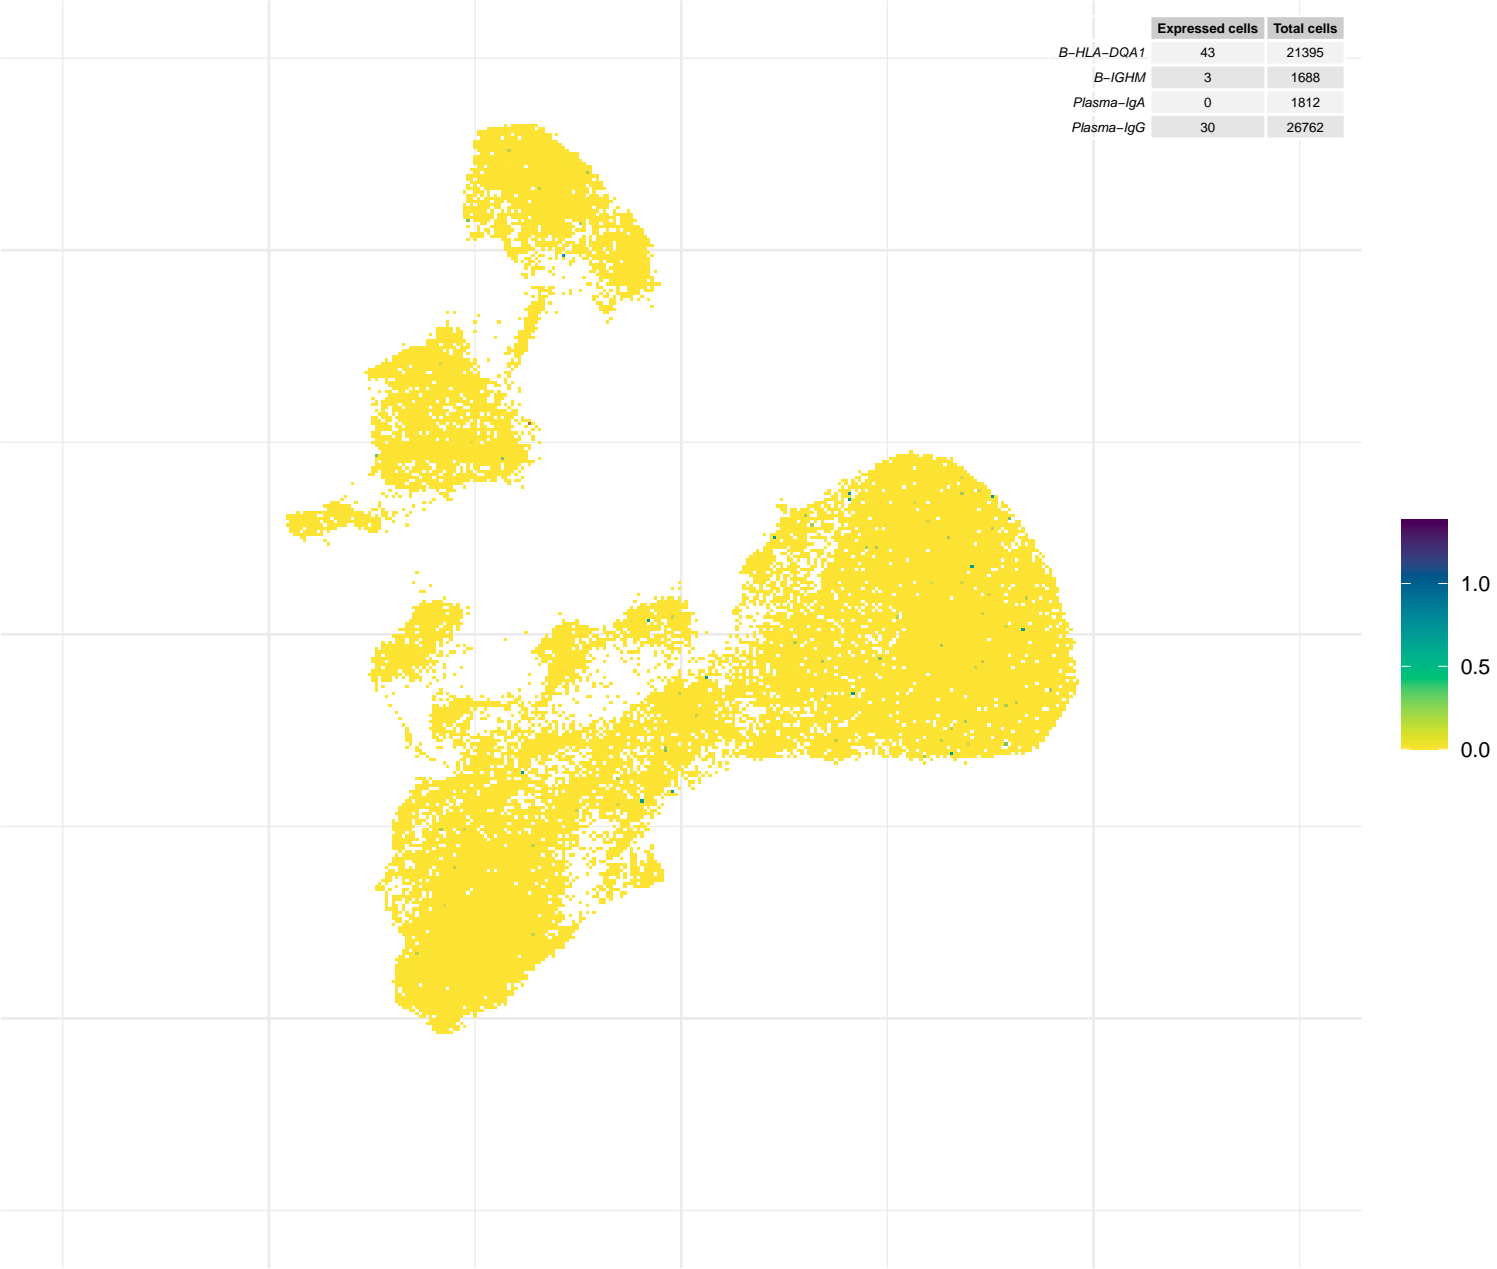 Expressed cells Total cells
B−HLA−DQA1 43 21395
B−IGHM 3 1688
Plasma−IgA 0 1812
Plasma−IgG 30 26762
1.0
0.5
0.0